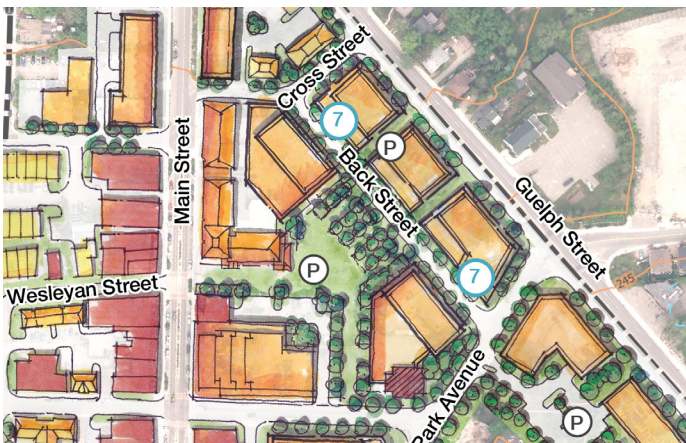 Cross Street
7
P
Main Street
Back Street
Guelph Street
P
7
Wesleyan Street
245
Park Avenue
P